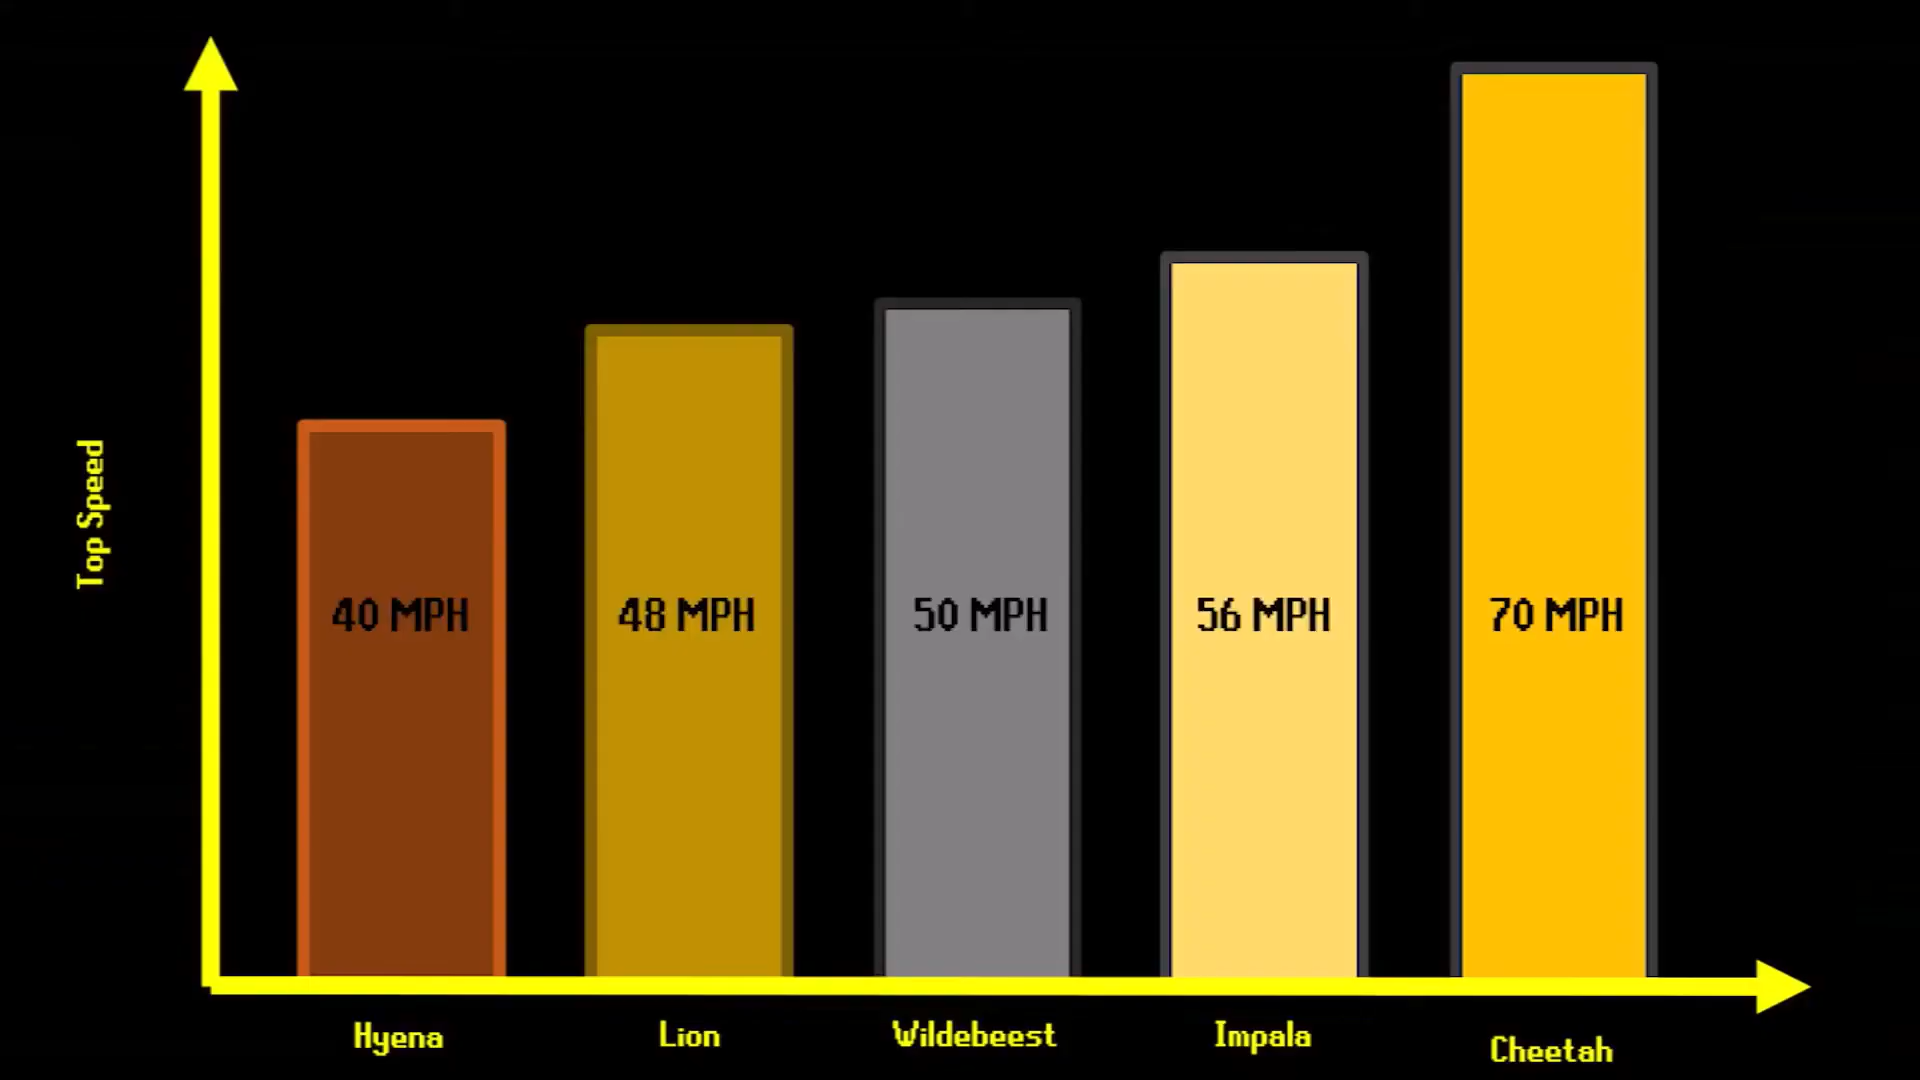 Top Speed
40 MPH
48 MPH
50 MPH
56 MPH
70 MPH
Hyena
Lion
Wildebeest
Impala
Cheetah